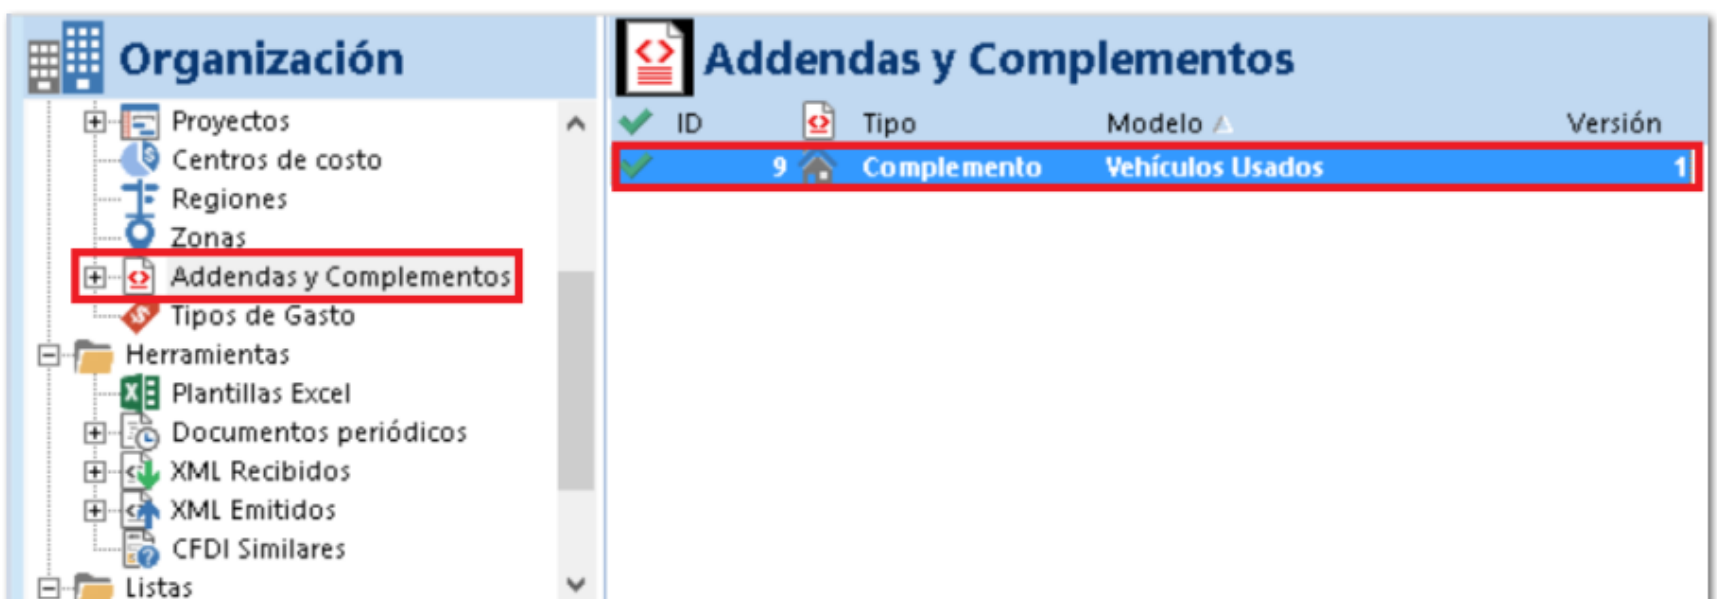 Organización
Proyectos
Centros de costo
Regiones
Zonas
Addendas y Complementos
Tipos de Gasto
Herramientas
Plantillas Excel
Documentos periódicos
XML Recibidos
XML Emitidos
CFDI Similares
Listas
Addendas y Complementos
ID Tipo Modelo Versión
9 Complemento Vehículos Usados 1